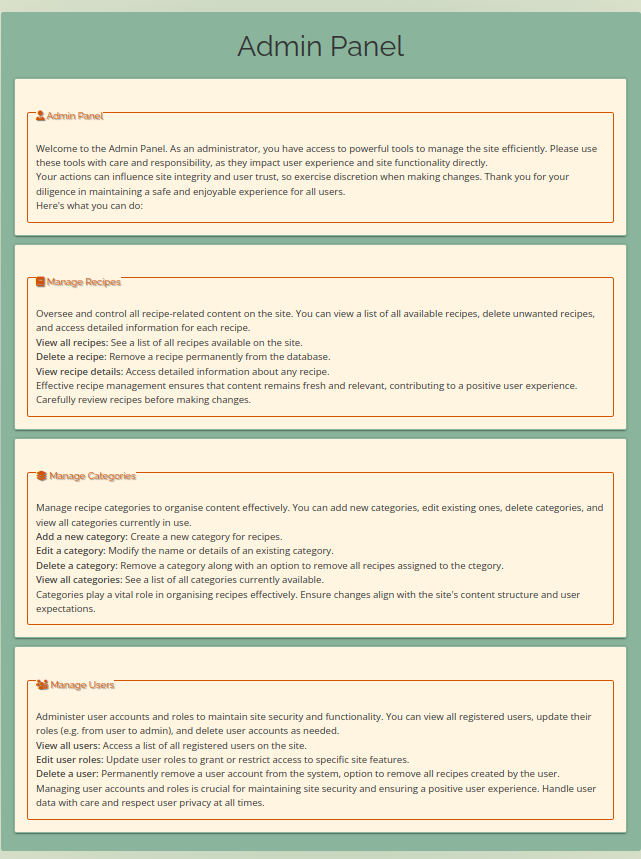 Admin Panel
Admin Panel
Welcome to the Admin Panel. As an administrator, you have access to powerful tools to manage the site efficiently. Please use
these tools with care and responsibility, as they impact user experience and site functionality directly.
Your actions can influence site integrity and user trust, so exercise discretion when making changes. Thank you for your
diligence in maintaining a safe and enjoyable experience for all users.
Here's what you can do:
Manage Recipes
Oversee and control all recipe-related content on the site. You can view a list of all available recipes, delete unwanted recipes,
and access detailed information for each recipe.
View all recipes: See a list of all recipes available on the site.
Delete a recipe: Remove a recipe permanently from the database.
View recipe details: Access detailed information about any recipe.
Effective recipe management ensures that content remains fresh and relevant, contributing to a positive user experience.
Carefully review recipes before making changes.
Manage Categories
Manage recipe categories to organise content effectively. You can add new categories, edit existing ones, delete categories, and
view all categories currently in use.
Add a new category: Create a new category for recipes.
Edit a category: Modify the name or details of an existing category.
Delete a category: Remove a category along with an option to remove all recipes assigned to the ctegory.
View all categories: See a list of all categories currently available.
Categories play a vital role in organising recipes effectively. Ensure changes align with the site's content structure and user
expectations.
Manage Users
Administer user accounts and roles to maintain site security and functionality. You can view all registered users, update their
roles (e.g. from user to admin), and delete user accounts as needed.
View all users: Access a list of all registered users on the site.
Edit user roles: Update user roles to grant or restrict access to specific site features.
Delete a user: Permanently remove a user account from the system, option to remove all recipes created by the user.
Managing user accounts and roles is crucial for maintaining site security and ensuring a positive user experience. Handle user
data with care and respect user privacy at all times.